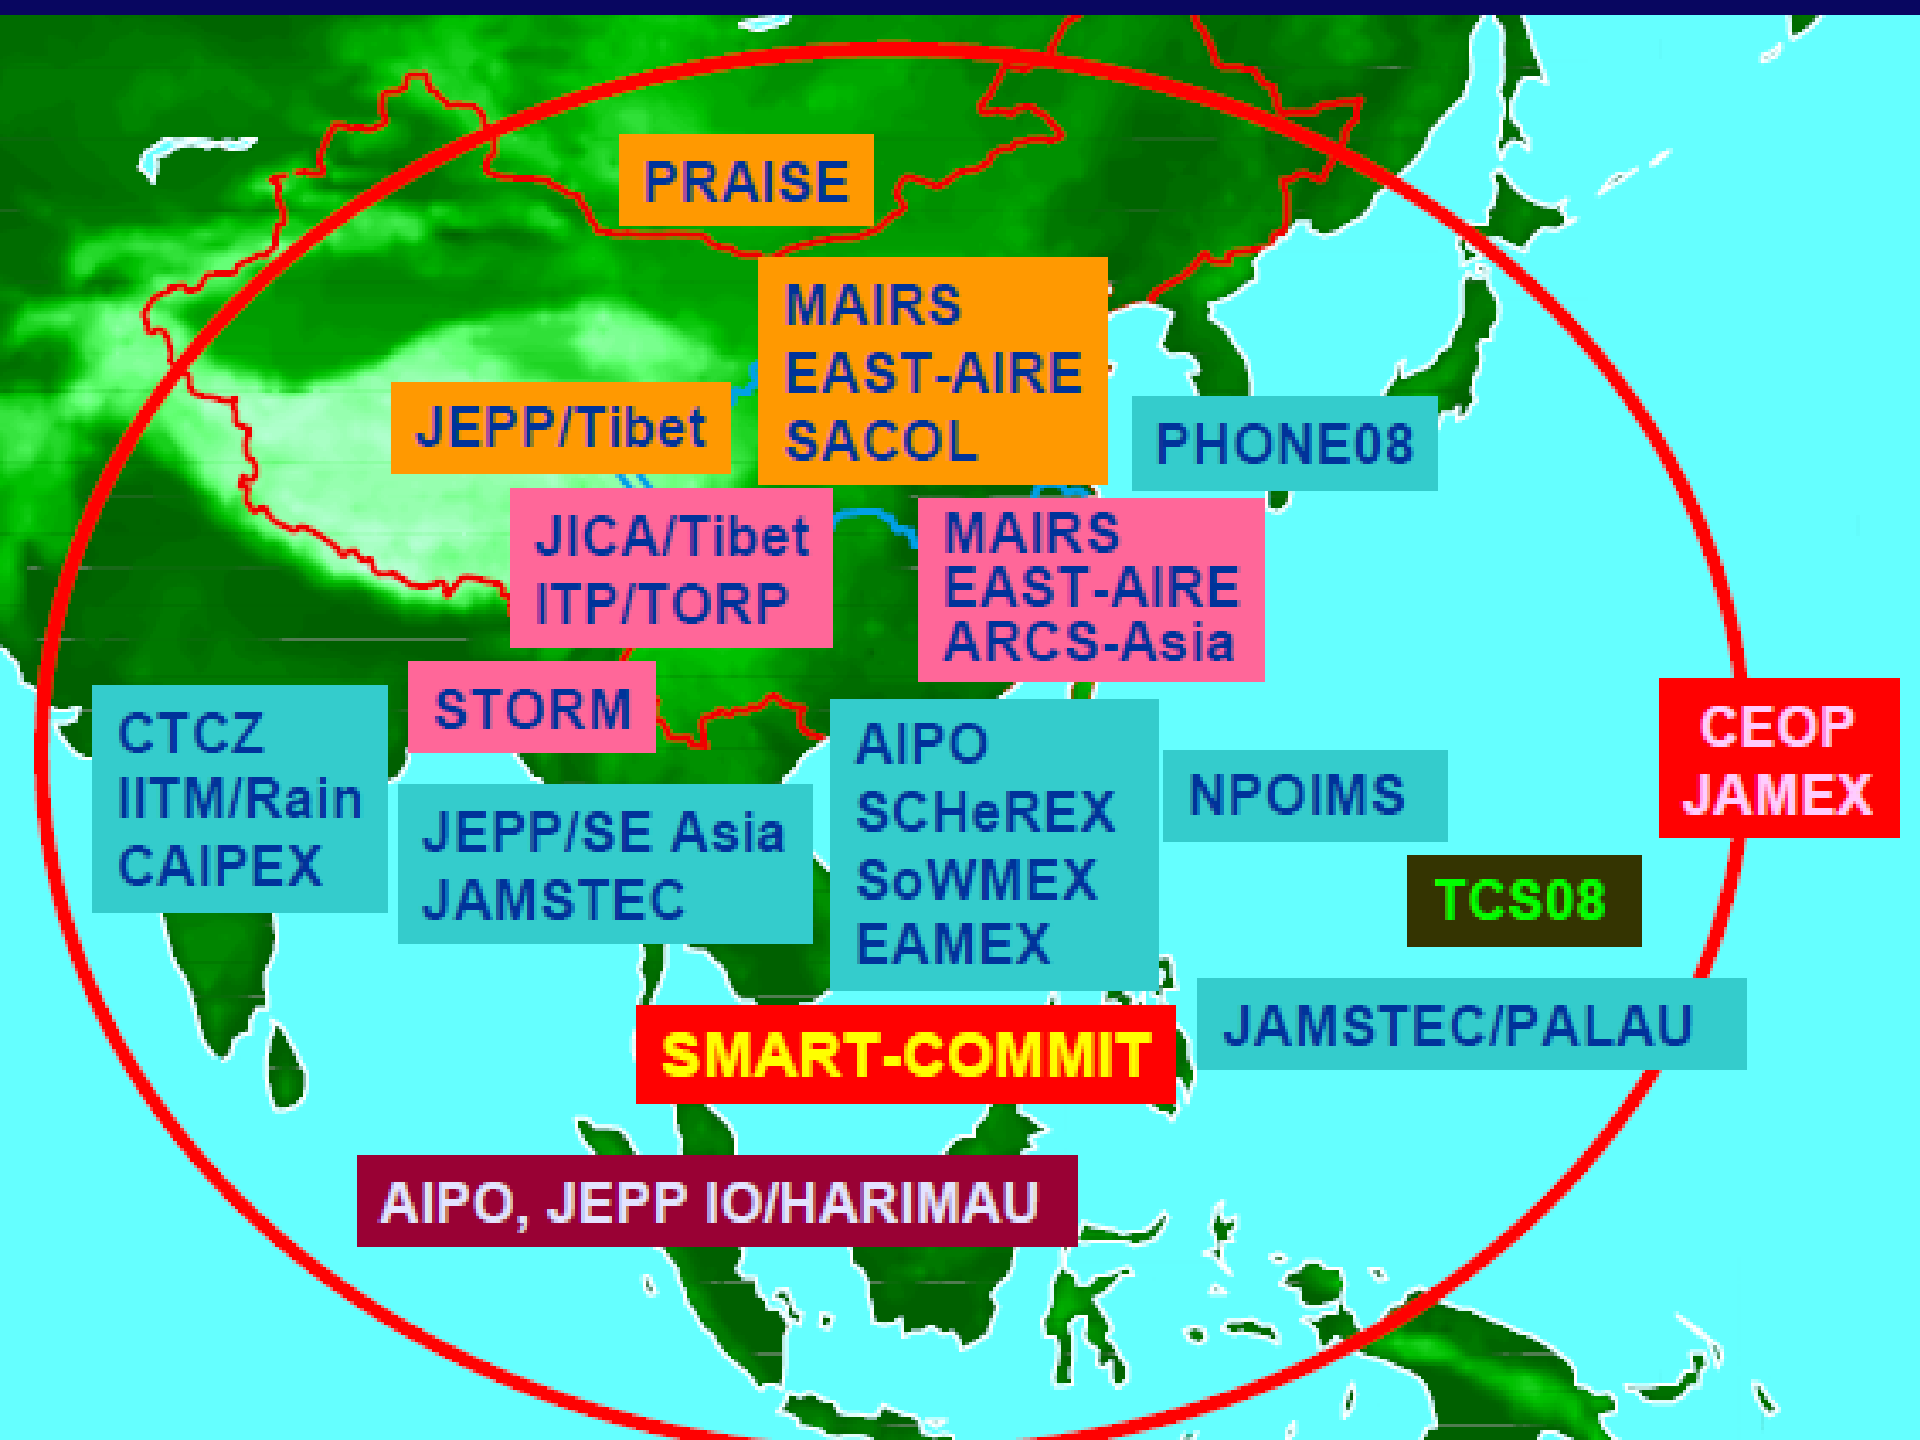 PRAISE
MAIRS
EAST-AIRE
SACOL
JEPP/Tibet
PHONE08
JICA/Tibet
ITP/TORP
MAIRS
EAST-AIRE
ARCS-Asia
STORM
CTCZ
IITM/Rain
CAIPEX
JEPP/SE Asia
JAMSTEC
AIPO
SCHeREX
SoWMEX
EAMEX
NPOIMS
CEOP
JAMEX
TCS08
JAMSTEC/PALAU
SMART-COMMIT
AIPO, JEPP IO/HARIMAU